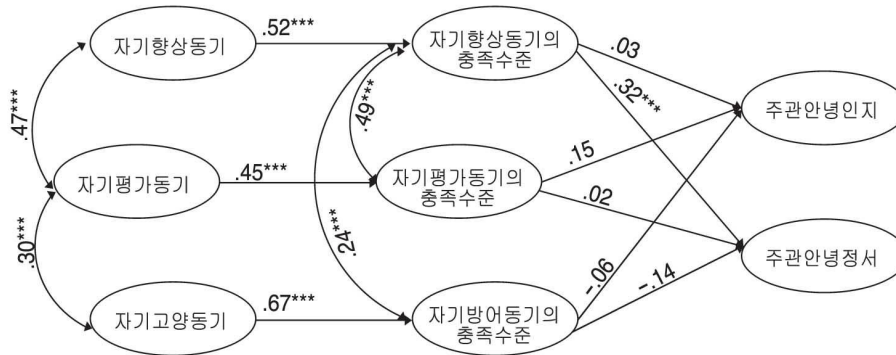 자기향상동기
.52***
자기향상동기의
충족수준
.03
.32***
주관안녕인지
.47***
.49***
.15
자기평가동기
.45***
자기평가동기의
충족수준
.02
.30***
.24***
주관안녕정서
-.06
-.14
자기고양동기
.67***
자기방어동기의
충족수준